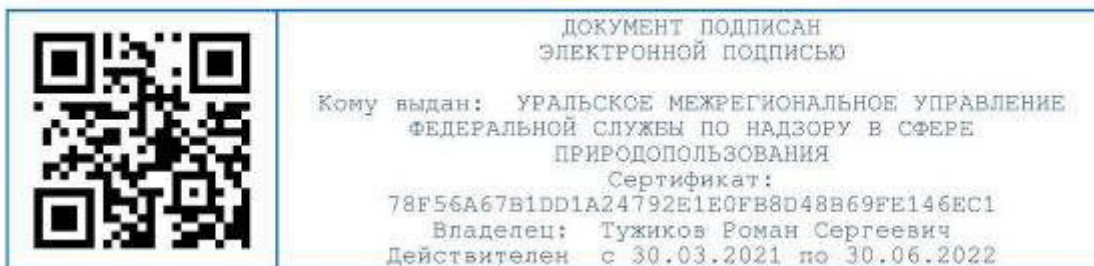 ДОКУМЕНТ ПОДПИСАН
ЭЛЕКТРОННОЙ ПОДПИСЬЮ
Кому выдан: УРАЛЬСКОЕ МЕЖРЕГИОНАЛЬНОЕ УПРАВЛЕНИЕ
ФЕДЕРАЛЬНОЙ СЛУЖБЫ ПО НАДЗОРУ В СФЕРЕ
ПРИРОДОПОЛЬЗОВАНИЯ
Сертификат:
78F56A67B1DD1A24792E1E0FB8D48B69FE146EC1
Владелец: Тужиков Роман Сергеевич
Действителен с 30.03.2021 по 30.06.2022